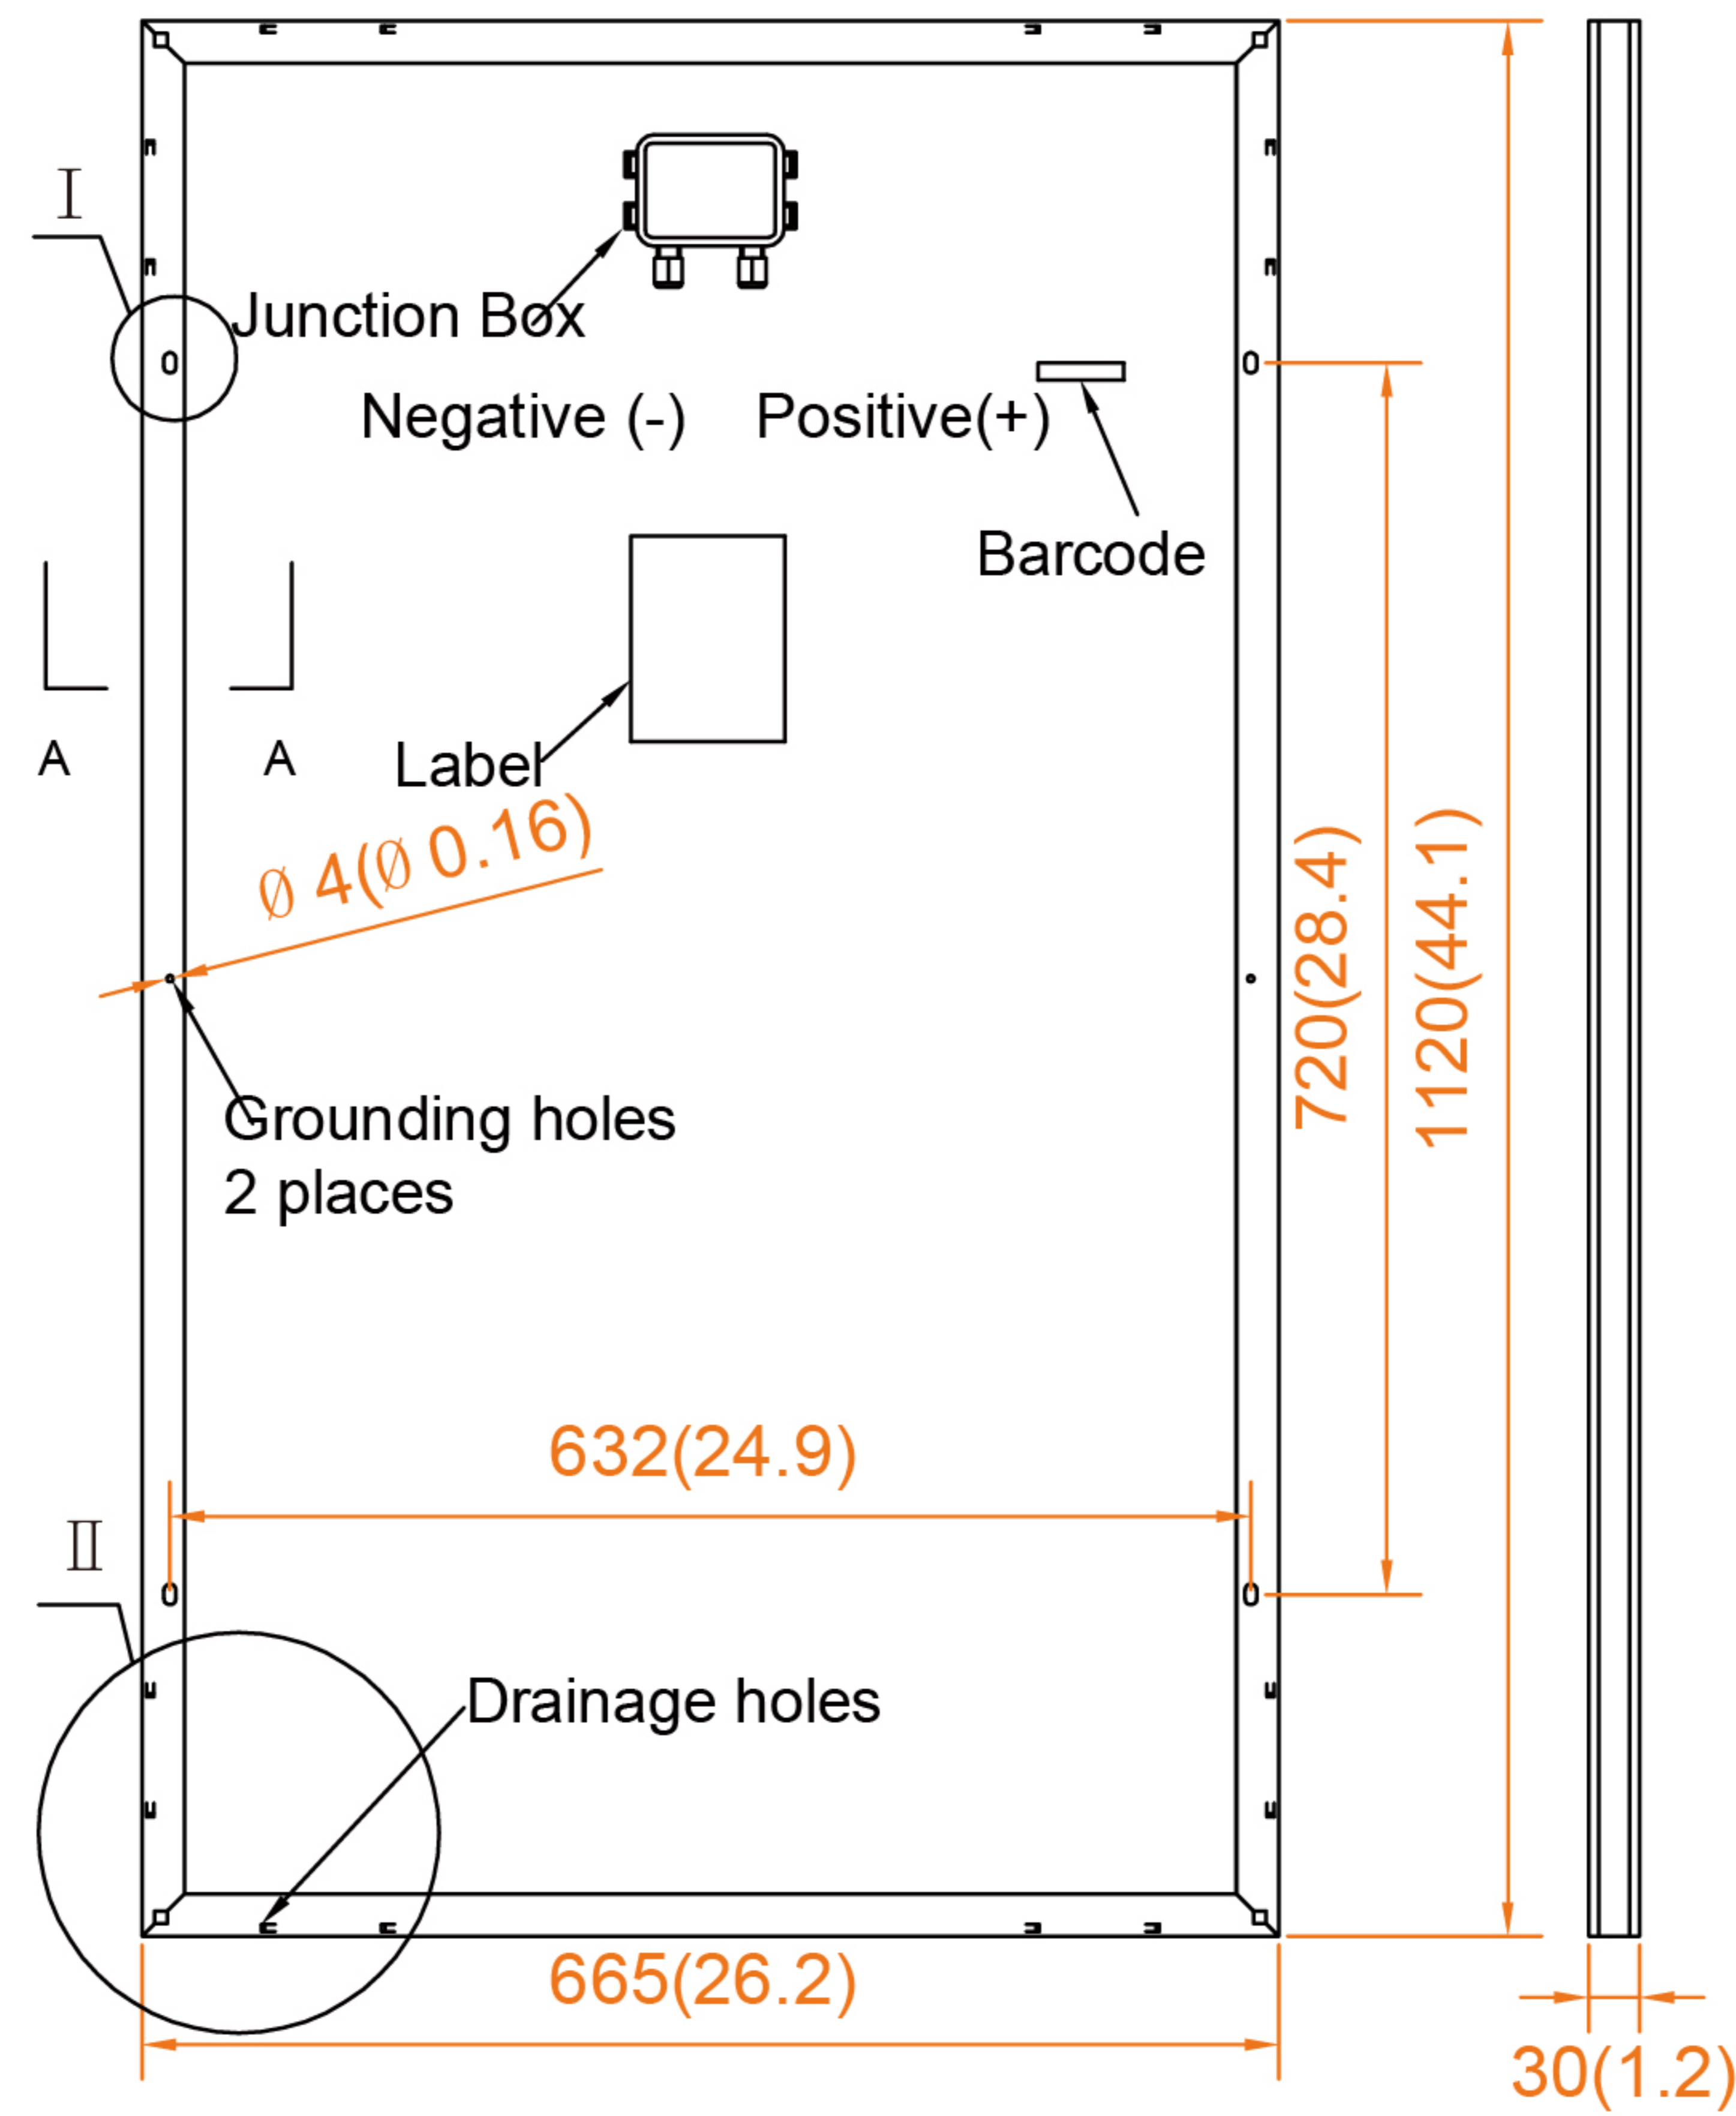 I
Junction Box
Negative (-) Positive(+)
Barcode
A A
Label
Ø 4(Ø 0.16)
720(28.4)
1120(44.1)
Grounding holes
2 places
632(24.9)
II
Drainage holes
665(26.2)
30(1.2)